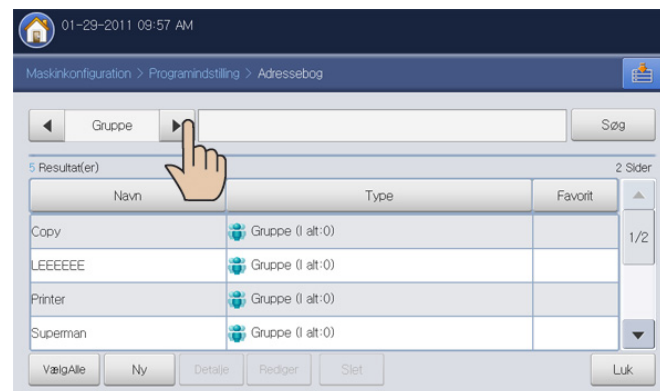 01-29-2011 09:57 AM
Maskinkonfiguration > Programindstilling > Adressebog
Gruppe Søg
5 Resultat(er) 2 Sider
Navn Type Favorit
Copy Gruppe (I alt:0) 1/2
LEEEEEE Gruppe (I alt:0)
Printer Gruppe (I alt:0)
Superman Gruppe (I alt:0)
VælgAlle Ny Detalje Rediger Slet Luk